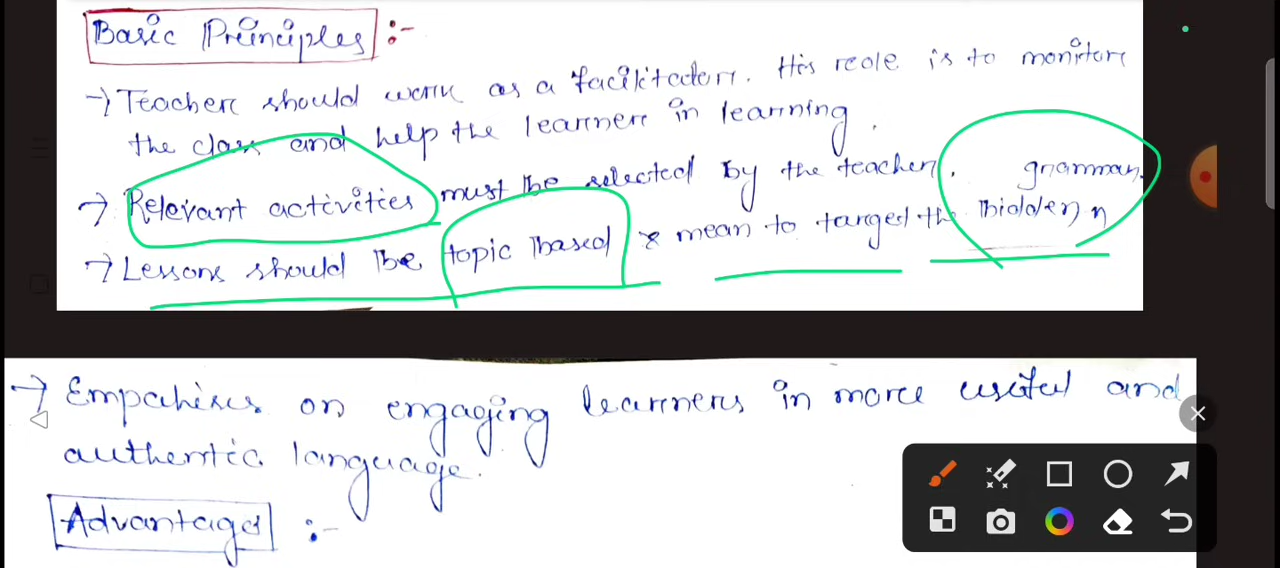 Basic Principles :-
→ Teacher should work as a facilitator. His role is to monitor
the class and help the learner in learning.
→ Relevant activities must be selected by the teacher.
grammar.
→ Lessons should be topic based & mean to target the hidden
→ Empahises on engaging learners in more useful and
authentic language.
Advantages :-